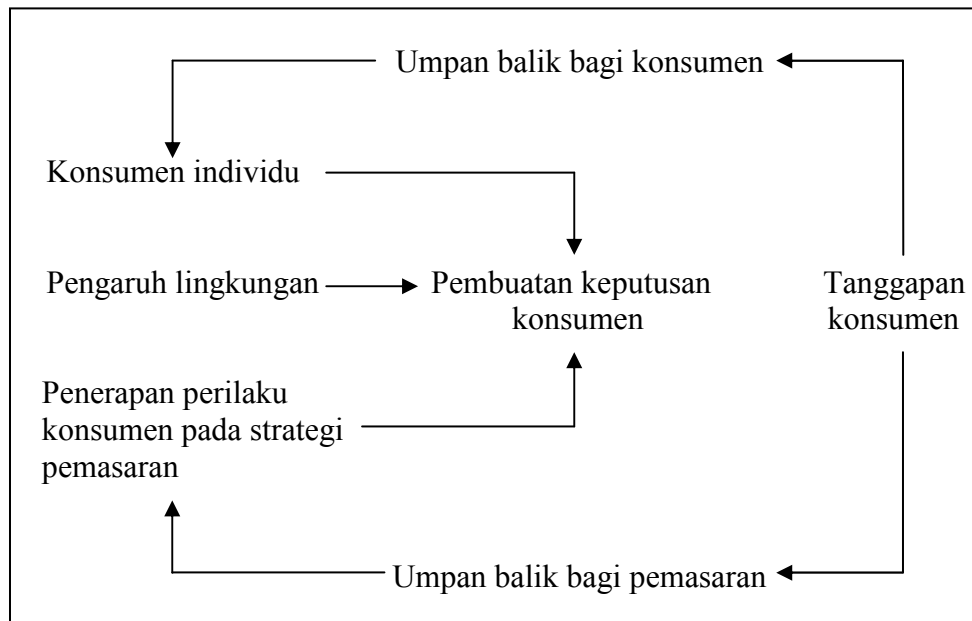 Umpan balik bagi konsumen
Konsumen individu
Pengaruh lingkungan
Pembuatan keputusan
konsumen
Tanggapan
konsumen
Penerapan perilaku
konsumen pada strategi
pemasaran
Umpan balik bagi pemasaran